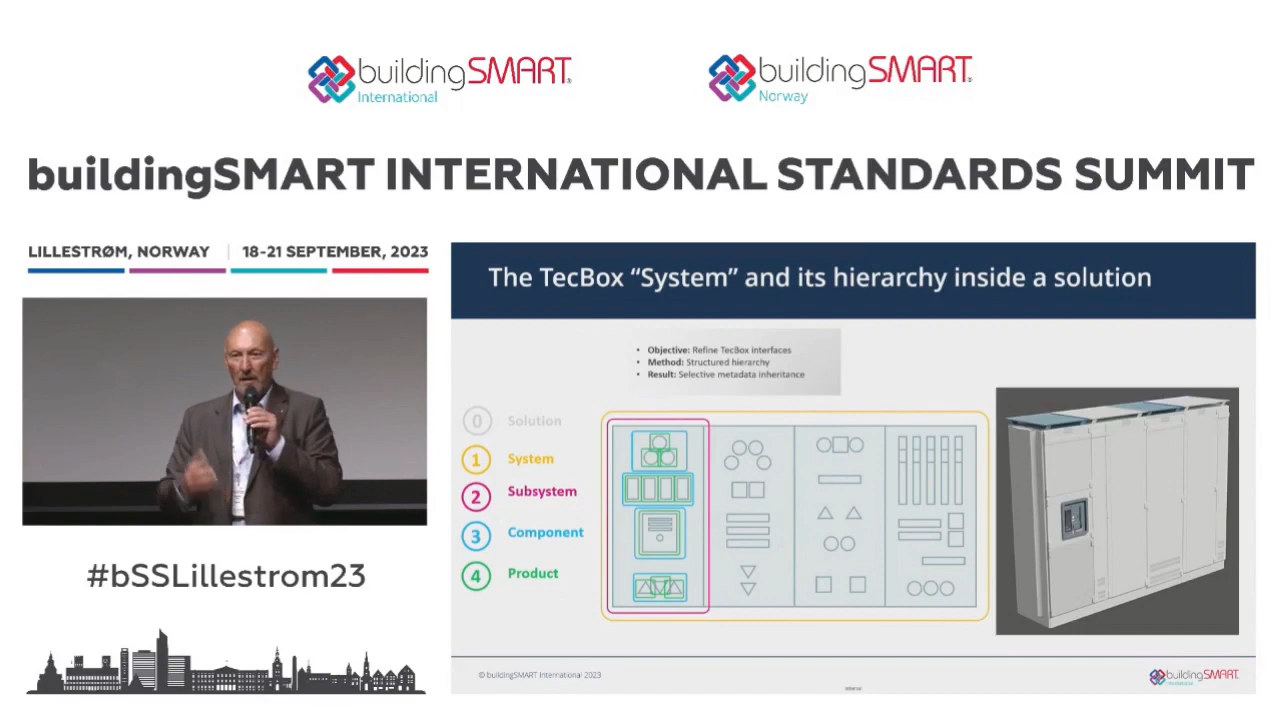 buildingSMART
International
buildingSMART
Norway
buildingSMART INTERNATIONAL STANDARDS SUMMIT
LILLESTRØM, NORWAY | 18-21 SEPTEMBER, 2023
#bSSLillestrom23
The TecBox “System” and its hierarchy inside a solution
• Objective: Refine TecBox interfaces
• Method: Structured hierarchy
• Result: Selective metadata inheritance
0 Solution
1 System
2 Subsystem
3 Component
4 Product
© buildingSMART International 2023
Internal
buildingSMART
International